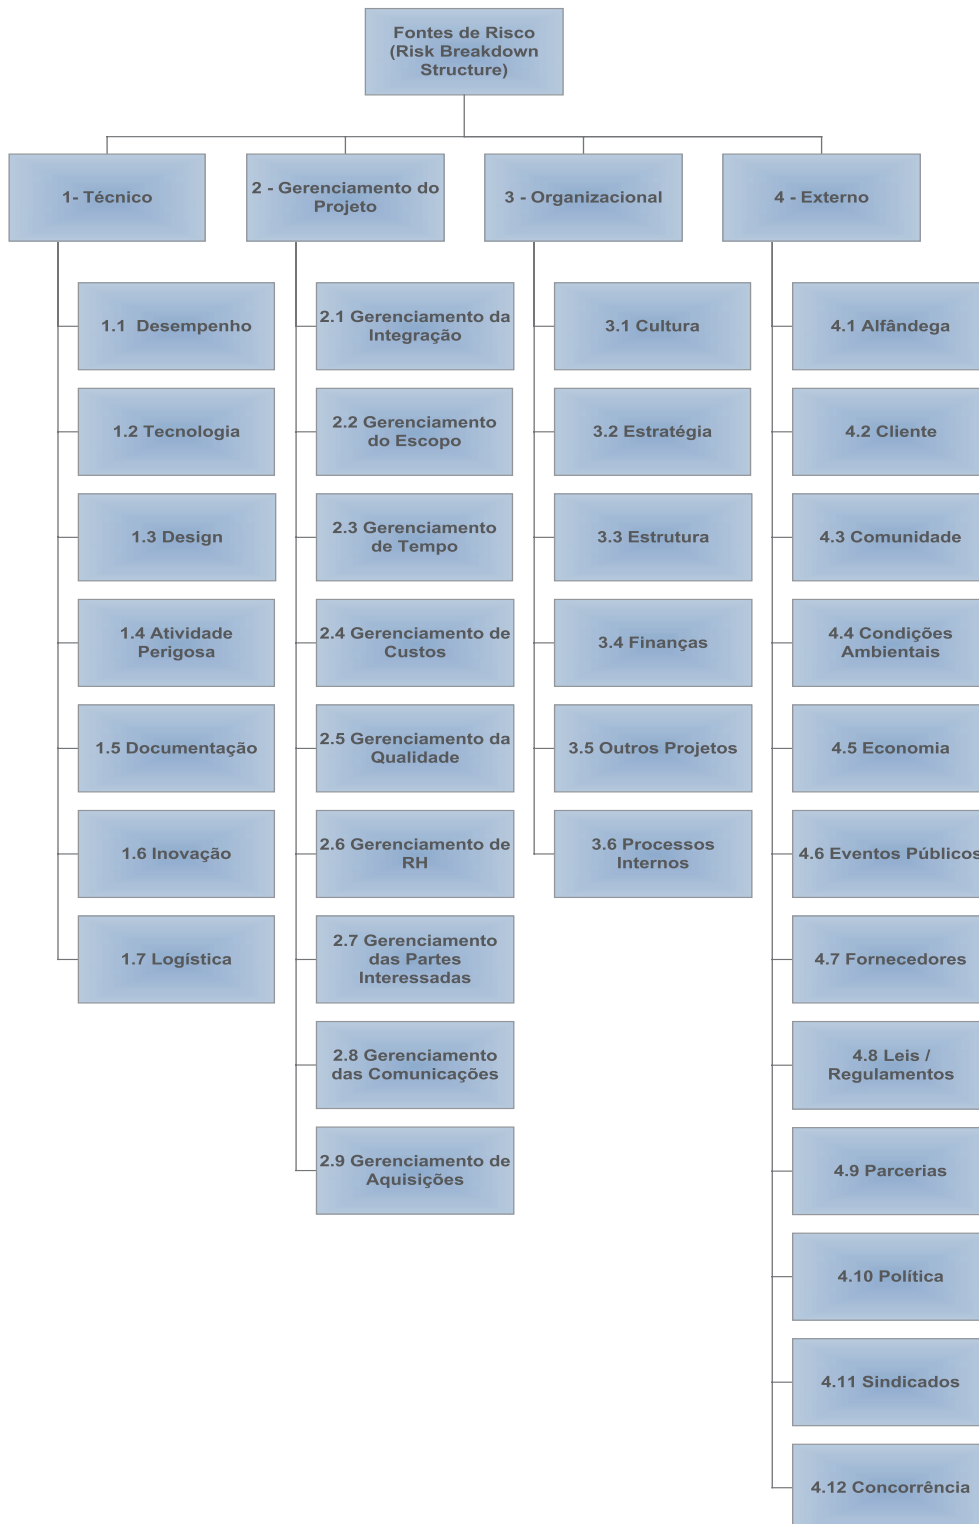 Fontes de Risco
(Risk Breakdown
Structure)
1- Técnico
2 - Gerenciamento do
Projeto
3 - Organizacional
4 - Externo
1.1 Desempenho
1.2 Tecnologia
1.3 Design
1.4 Atividade
Perigosa
1.5 Documentação
1.6 Inovação
1.7 Logística
2.1 Gerenciamento da
Integração
2.2 Gerenciamento
do Escopo
2.3 Gerenciamento
de Tempo
2.4 Gerenciamento de
Custos
2.5 Gerenciamento da
Qualidade
2.6 Gerenciamento de
RH
2.7 Gerenciamento
das Partes
Interessadas
2.8 Gerenciamento
das Comunicações
2.9 Gerenciamento de
Aquisições
3.1 Cultura
3.2 Estratégia
3.3 Estrutura
3.4 Finanças
3.5 Outros Projetos
3.6 Processos
Internos
4.1 Alfândega
4.2 Cliente
4.3 Comunidade
4.4 Condições
Ambientais
4.5 Economia
4.6 Eventos Públicos
4.7 Fornecedores
4.8 Leis /
Regulamentos
4.9 Parcerias
4.10 Política
4.11 Sindicados
4.12 Concorrência